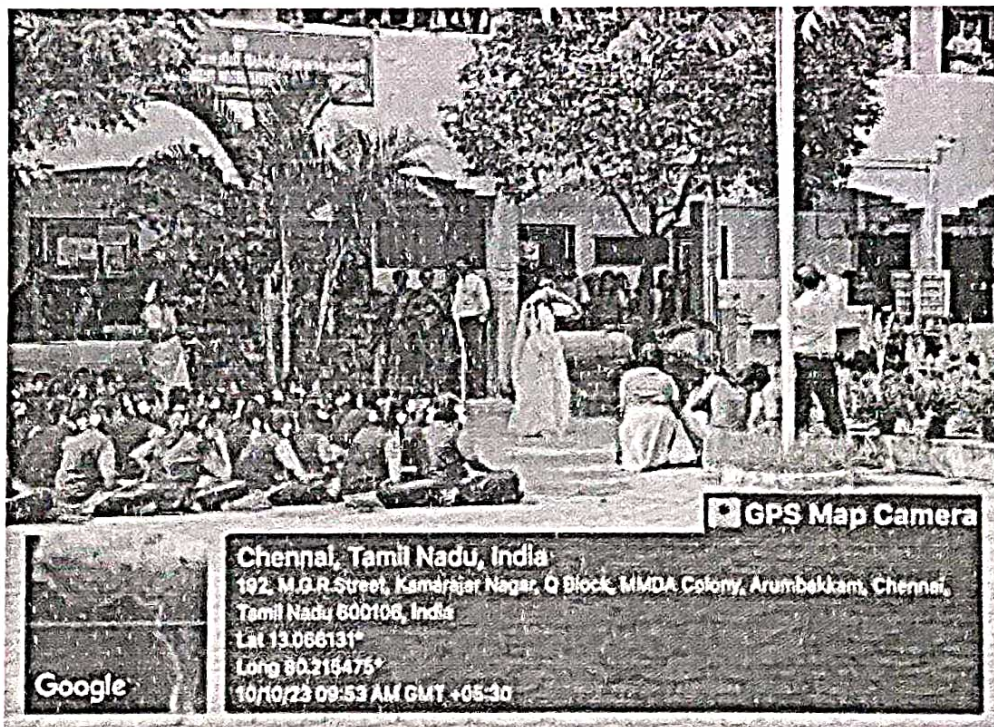 GPS Map Camera
Chennai, Tamil Nadu, India
192, M.G.R.Street, Kamarajar Nagar, Q Block, MMDA Colony, Arumbakkam, Chennai,
Tamil Nadu 600106, India
Lat 13.066131°
Long 80.216475°
10/10/23 09:53 AM GMT +05:30
Google